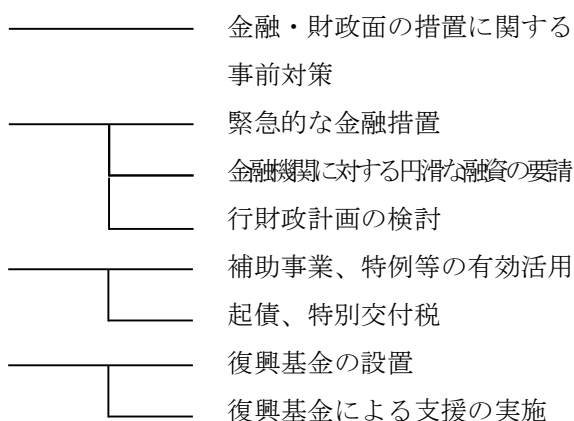 金融・財政面の措置に関する
事前対策
緊急的な金融措置
金融機関に対する円滑な融資の要請
行財政計画の検討
補助事業、特例等の有効活用
起債、特別交付税
復興基金の設置
復興基金による支援の実施